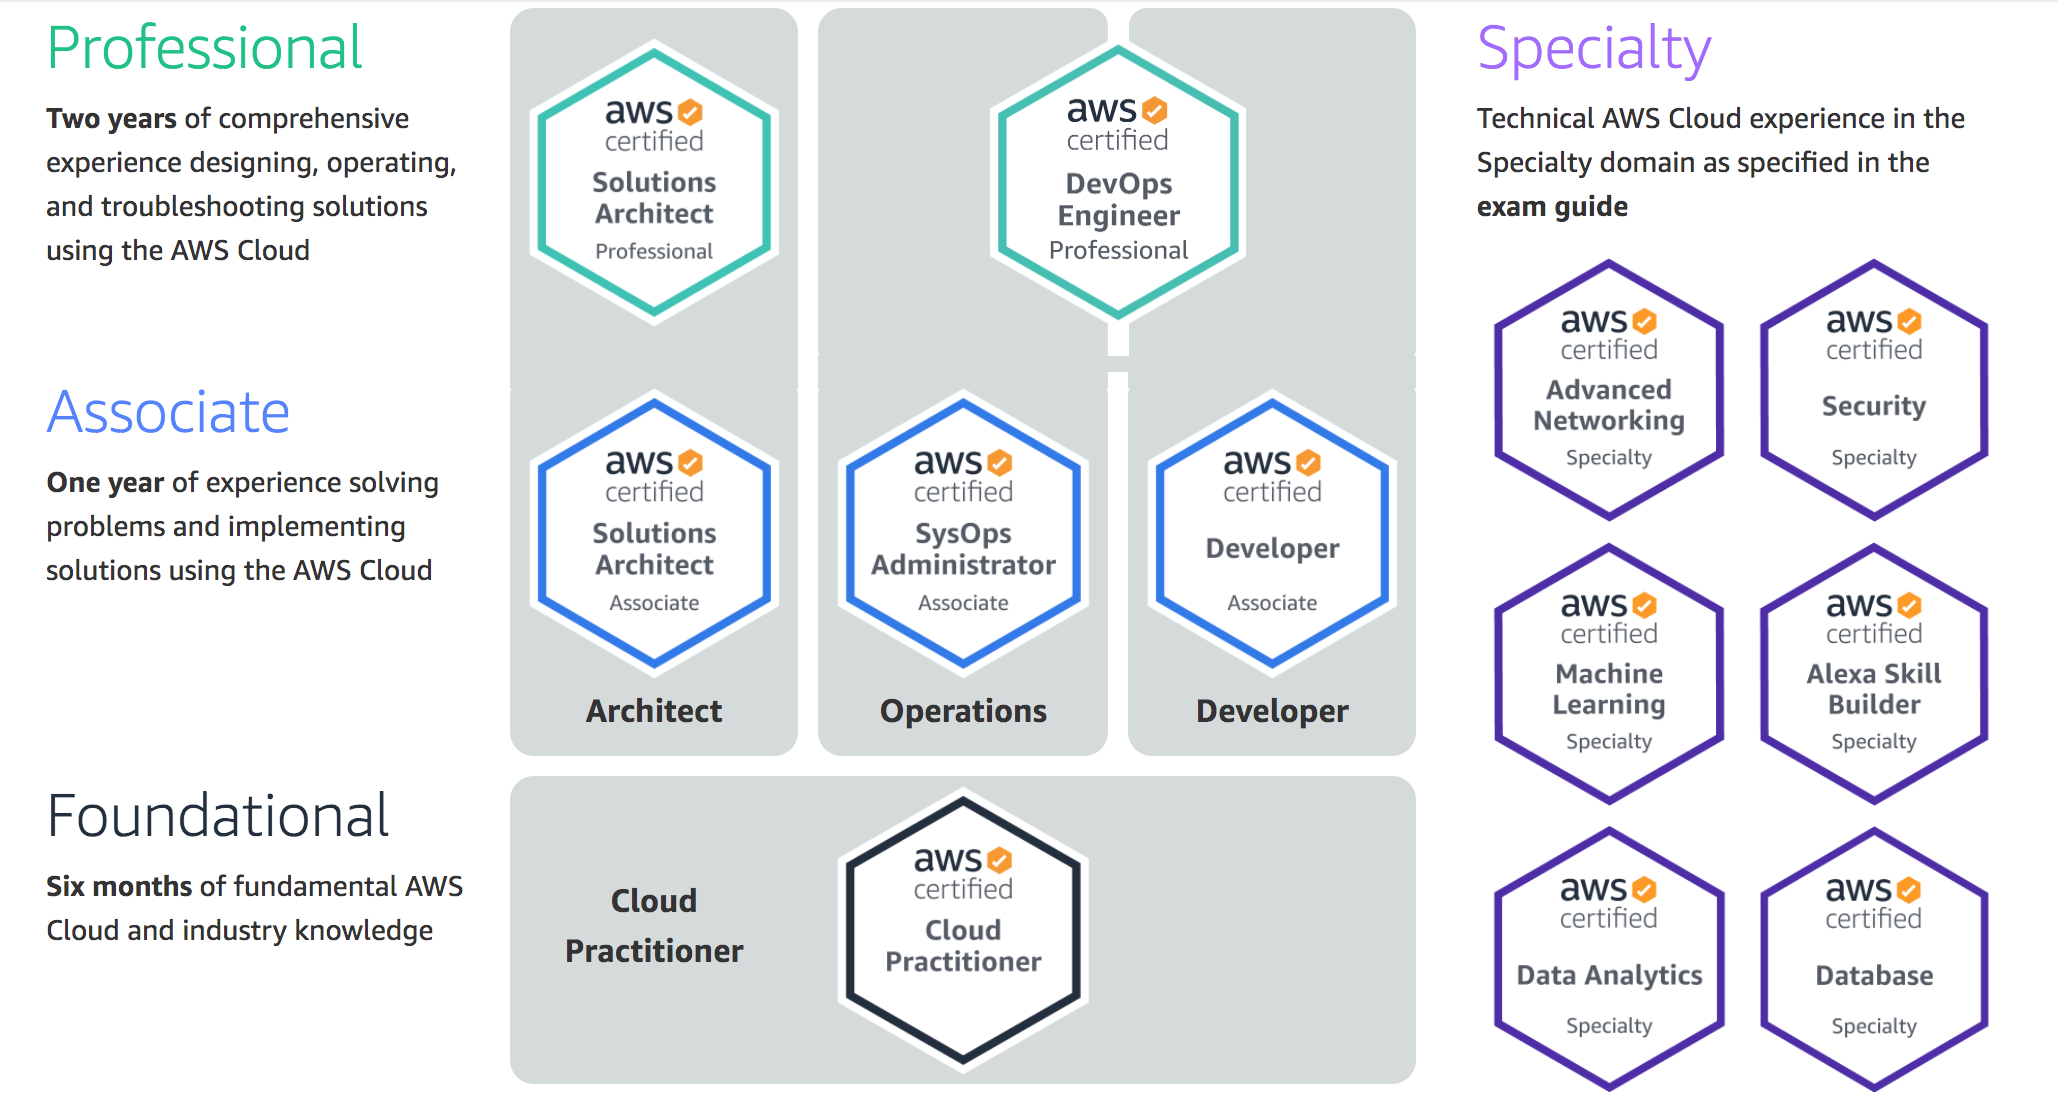 Professional
Two years of comprehensive
experience designing, operating,
and troubleshooting solutions
using the AWS Cloud
aws
certified
Solutions
Architect
Professional
aws
certified
DevOps
Engineer
Professional
Associate
One year of experience solving
problems and implementing
solutions using the AWS Cloud
aws
certified
Solutions
Architect
Associate
Architect
aws
certified
SysOps
Administrator
Associate
Operations
aws
certified
Developer
Associate
Developer
Foundational
Six months of fundamental AWS
Cloud and industry knowledge
Cloud
Practitioner
aws
certified
Cloud
Practitioner
Specialty
Technical AWS Cloud experience in the
Specialty domain as specified in the
exam guide
aws
certified
Advanced
Networking
Specialty
aws
certified
Security
Specialty
aws
certified
Machine
Learning
Specialty
aws
certified
Alexa Skill
Builder
Specialty
aws
certified
Data Analytics
Specialty
aws
certified
Database
Specialty